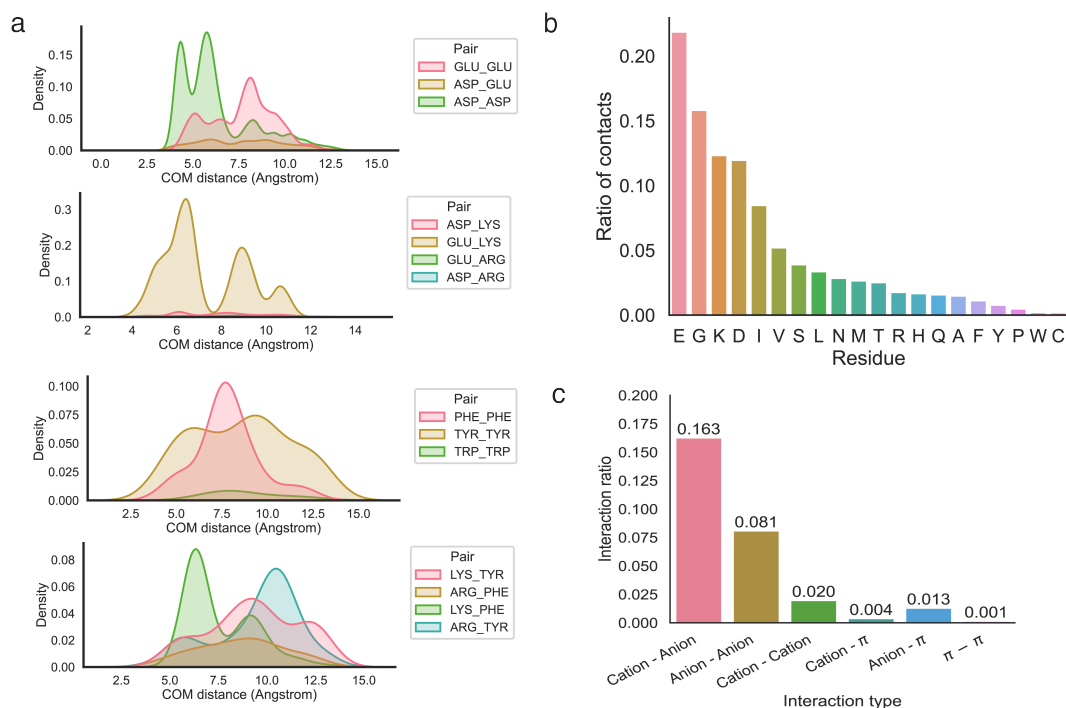 a
Density
0.15
0.10
0.05
0.00
0.0 2.5 5.0 7.5 10.0 12.5 15.0
COM distance (Angstrom)
Pair
GLU_GLU
ASP_GLU
ASP_ASP
Density
0.3
0.2
0.1
0.0
2 4 6 8 10 12 14
COM distance (Angstrom)
Pair
ASP_LYS
GLU_LYS
GLU_ARG
ASP_ARG
Density
0.100
0.075
0.050
0.025
0.000
2.5 5.0 7.5 10.0 12.5 15.0
COM distance (Angstrom)
Pair
PHE_PHE
TYR_TYR
TRP_TRP
Density
0.08
0.06
0.04
0.02
0.00
2.5 5.0 7.5 10.0 12.5 15.0
COM distance (Angstrom)
Pair
LYS_TYR
ARG_PHE
LYS_PHE
ARG_TYR
b
Ratio of contacts
0.20
0.15
0.10
0.05
0.00
E G K D I V S L N M T R H Q A F Y P W C
Residue
c
Interaction ratio
0.200
0.175
0.150
0.125
0.100
0.075
0.050
0.025
0.000
0.163
0.081
0.020
0.004
0.013
0.001
Cation - Anion
Anion - Anion
Cation - Cation
Cation - π
Anion - π
π − π
Interaction type